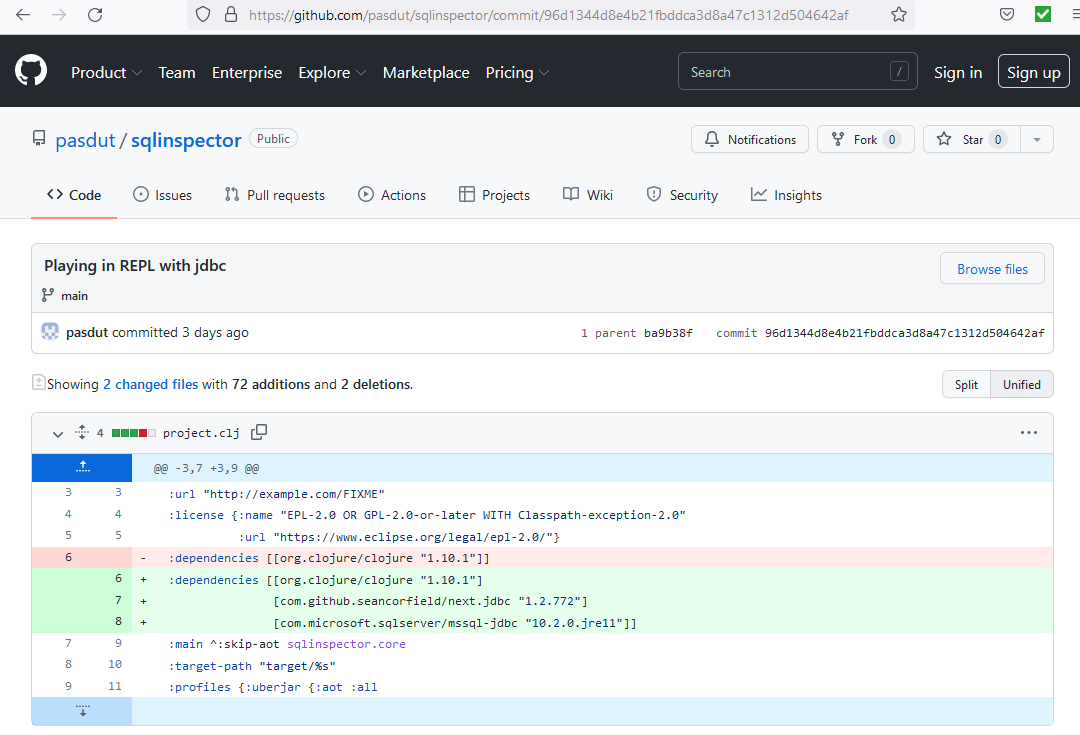 https://github.com/pasdut/sqlinspector/commit/96d1344d8e4b21fbddca3d8a47c1312d504642af
Product Team Enterprise Explore Marketplace Pricing Search / Sign in Sign up
pasdut / sqlinspector Public Notifications Fork 0 Star 0
Code Issues Pull requests Actions Projects Wiki Security Insights
Playing in REPL with jdbc Browse files
main
pasdut committed 3 days ago 1 parent ba9b38f commit 96d1344d8e4b21fbddca3d8a47c1312d504642af
Showing 2 changed files with 72 additions and 2 deletions. Split Unified
4 project.clj
@@ -3,7 +3,9 @@
3 3 :url "http://example.com/FIXME"
4 4 :license {:name "EPL-2.0 OR GPL-2.0-or-later WITH Classpath-exception-2.0"
5 5 :url "https://www.eclipse.org/legal/epl-2.0/"}
6 - :dependencies [[org.clojure/clojure "1.10.1"]]
6 + :dependencies [[org.clojure/clojure "1.10.1"]
7 + [com.github.seancorfield/next.jdbc "1.2.772"]
8 + [com.microsoft.sqlserver/mssql-jdbc "10.2.0.jre11"]]
7 9 :main ^:skip-aot sqlinspector.core
8 10 :target-path "target/%s"
9 11 :profiles {:uberjar {:aot :all